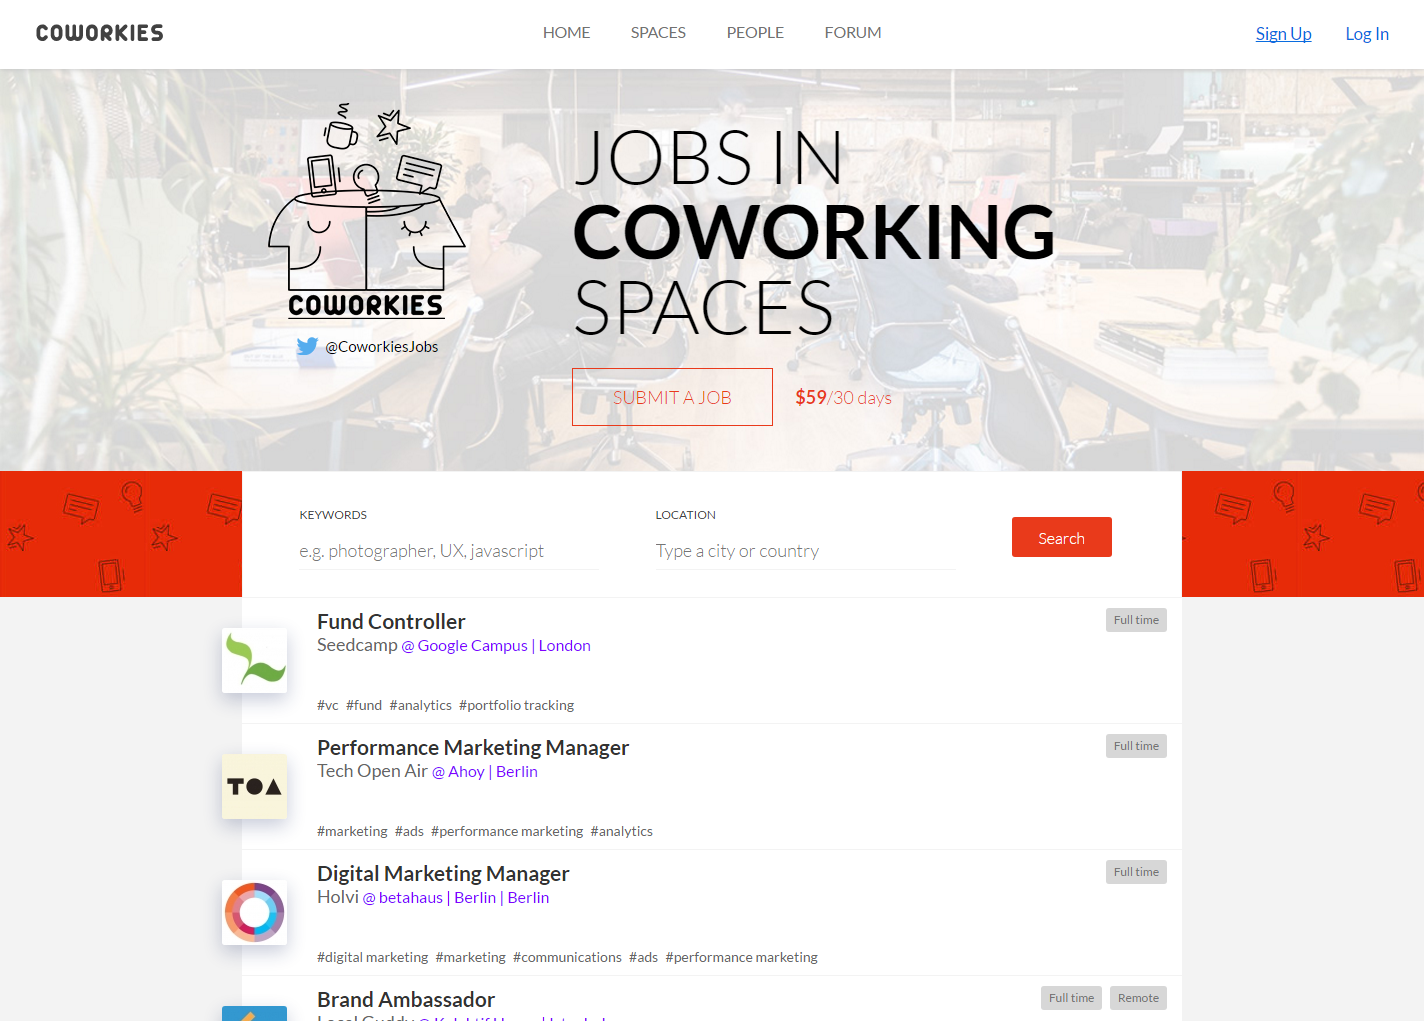 COWORKIES
HOME SPACES PEOPLE FORUM
Sign Up Log In
COWORKIES
@CoworkiesJobs
JOBS IN
COWORKING
SPACES
SUBMIT A JOB $59/30 days
KEYWORDS
e.g. photographer, UX, javascript
LOCATION
Type a city or country
Search
Fund Controller
Full time
Seedcamp @ Google Campus | London
#vc #fund #analytics #portfolio tracking
TOA
Performance Marketing Manager
Full time
Tech Open Air @ Ahoy | Berlin
#marketing #ads #performance marketing #analytics
Digital Marketing Manager
Full time
Holvi @ betahaus | Berlin | Berlin
#digital marketing #marketing #communications #ads #performance marketing
Brand Ambassador
Full time Remote